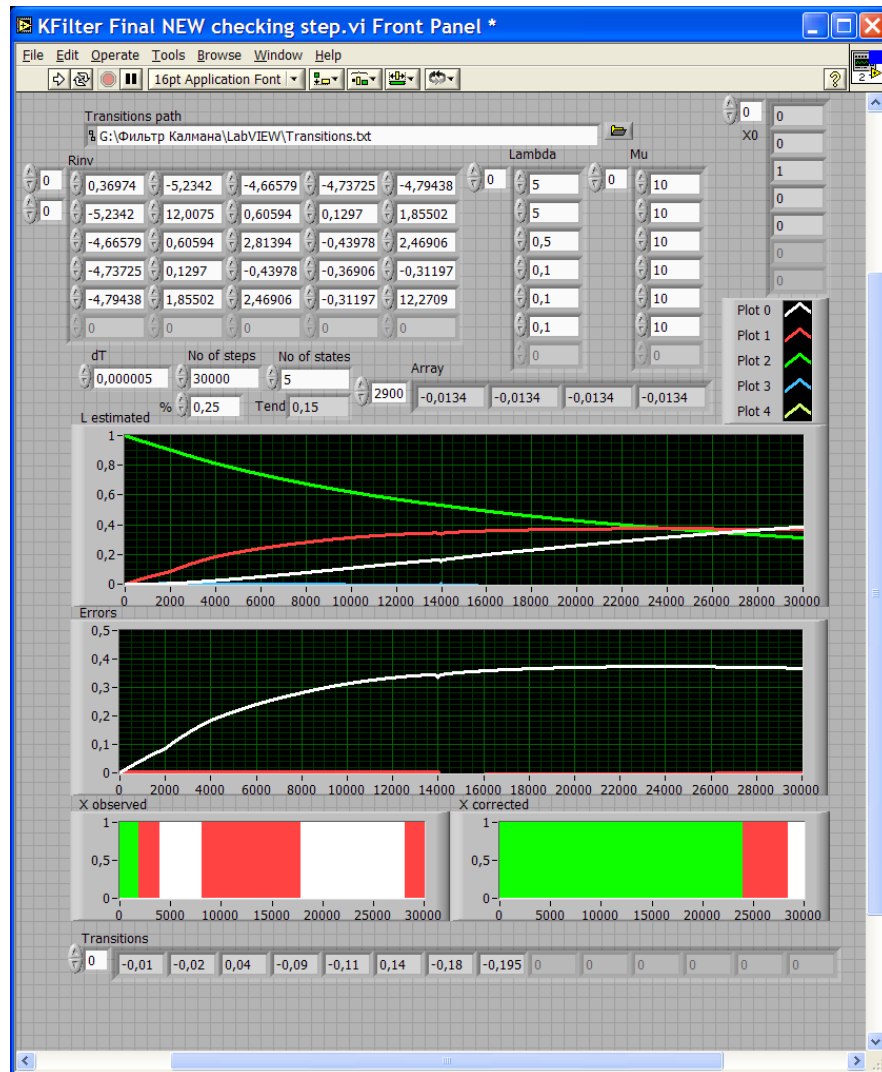 KFilter Final NEW checking step.vi Front Panel *
File Edit Operate Tools Browse Window Help
16pt Application Font
2
Transitions path
G:\Фильтр Калмана\LabVIEW\Transitions.txt
0 0
X0 0
1
0
0
0
0
Rinv Lambda Mu
0 0,36974 -5,2342 -4,66579 -4,73725 -4,79438 0 5 0 10
0 -5,2342 12,0075 0,60594 0,1297 1,85502 5 10
-4,66579 0,60594 2,81394 -0,43978 2,46906 0,5 10
-4,73725 0,1297 -0,43978 -0,36906 -0,31197 0,1 10
-4,79438 1,85502 2,46906 -0,31197 12,2709 0,1 10
0 0 0 0 0 0,1 10
0 0
Plot 0
Plot 1
Plot 2
Plot 3
Plot 4
dT No of steps No of states Array
0,000005 30000 5 2900 -0,0134 -0,0134 -0,0134 -0,0134
% 0,25 Tend 0,15
L estimated
1
0,8
0,6
0,4
0,2
0
0 2000 4000 6000 8000 10000 12000 14000 16000 18000 20000 22000 24000 26000 28000 30000
Errors
0,5
0,4
0,3
0,2
0,1
0
0 2000 4000 6000 8000 10000 12000 14000 16000 18000 20000 22000 24000 26000 28000 30000
X observed X corrected
1 1
0,5 0,5
0 0
0 5000 10000 15000 20000 25000 30000 0 5000 10000 15000 20000 25000 30000
Transitions
0 -0,01 -0,02 0,04 -0,09 -0,11 0,14 -0,18 -0,195 0 0 0 0 0 0